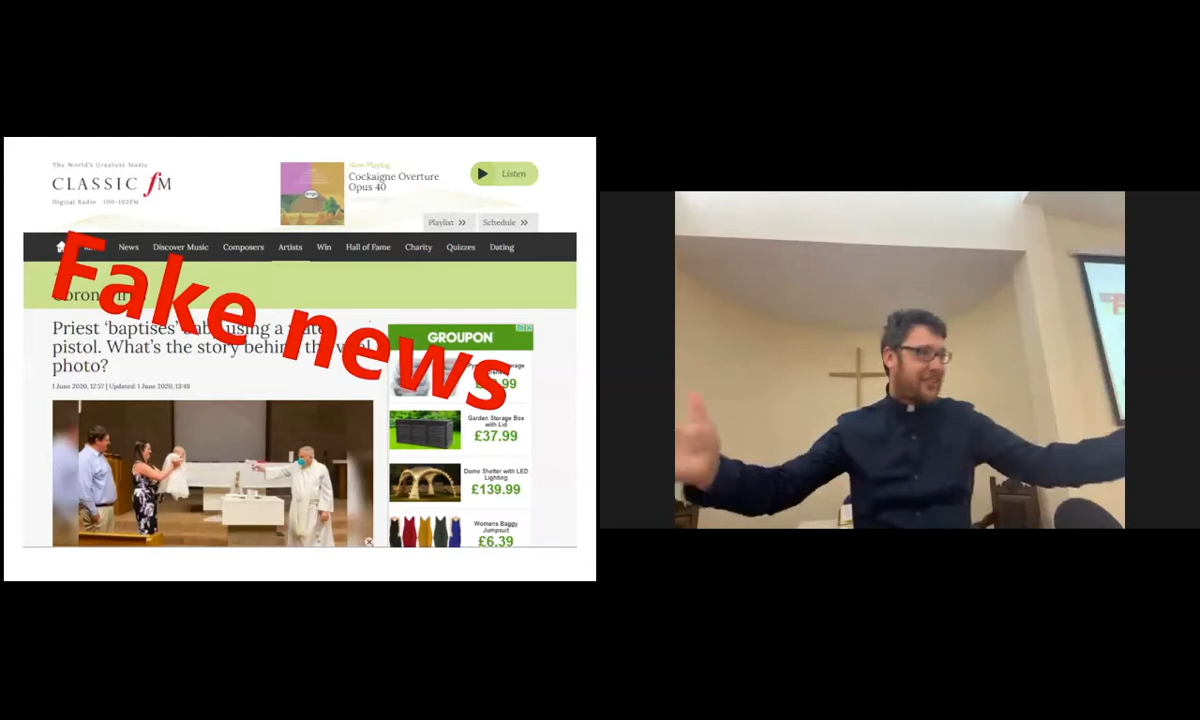 The World's Greatest Music
CLASSIC fM
Digital Radio 100-102FM
Now Playing
Cockaigne Overture
Opus 40
Listen
Playlist
Schedule
News
Discover Music
Composers
Artists
Win
Hall of Fame
Charity
Quizzes
Dating
Fake news
Priest 'baptises' using a
pistol. What's the story
photo?
1 June 2020, 12:57 | Updated: 1 June 2020, 13:49
GROUPON
Garden Storage Box
with Lid
£37.99
Dome Shelter with LED
Lighting
£139.99
Womens Baggy
Jumpsuit
£6.39